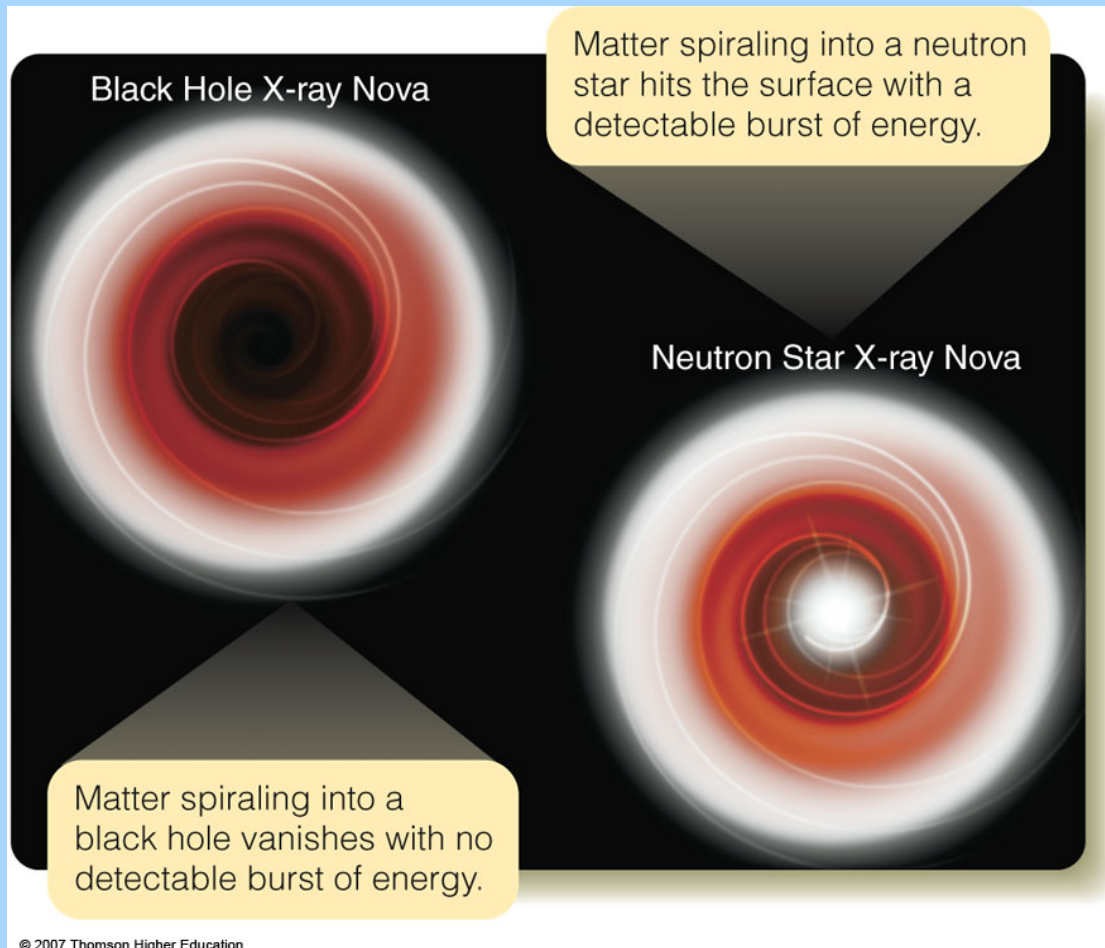 Black Hole X-ray Nova
Matter spiraling into a neutron
star hits the surface with a
detectable burst of energy.
Neutron Star X-ray Nova
Matter spiraling into a
black hole vanishes with no
detectable burst of energy.
© 2007 Thomson Higher Education